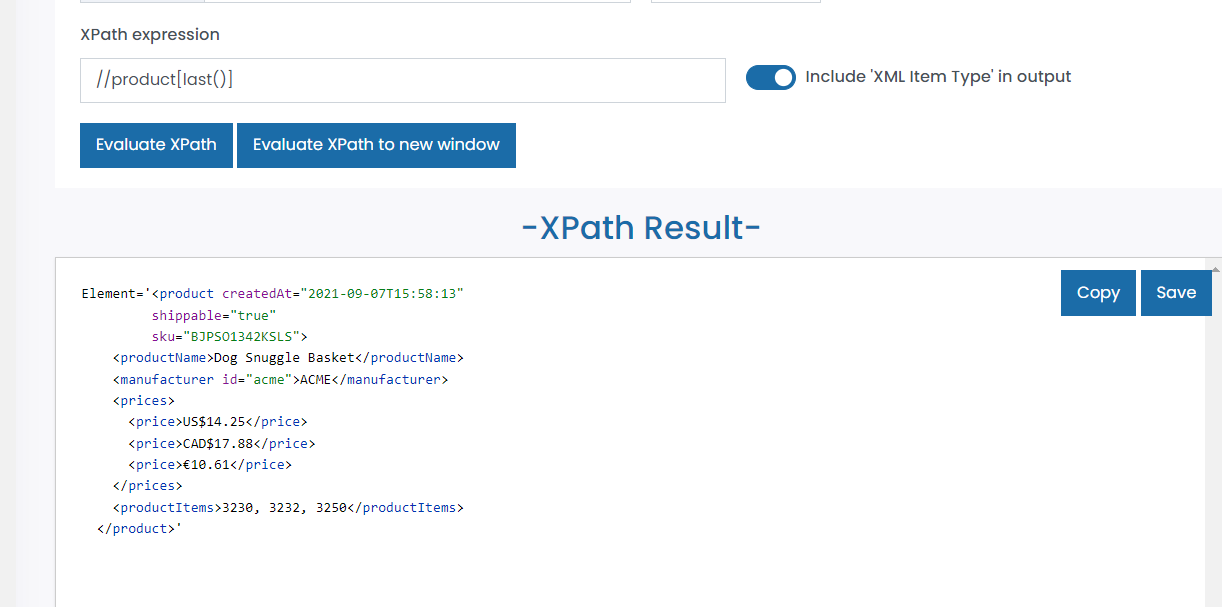 XPath expression
//product[last()]
Include 'XML Item Type' in output
Evaluate XPath
Evaluate XPath to new window
-XPath Result-
Copy
Save
Element='<product createdAt="2021-09-07T15:58:13"
shippable="true"
sku="BJPSO1342KSLS">
<productName>Dog Snuggle Basket</productName>
<manufacturer id="acme">ACME</manufacturer>
<prices>
<price>US$14.25</price>
<price>CAD$17.88</price>
<price>€10.61</price>
</prices>
<productItems>3230, 3232, 3250</productItems>
</product>'